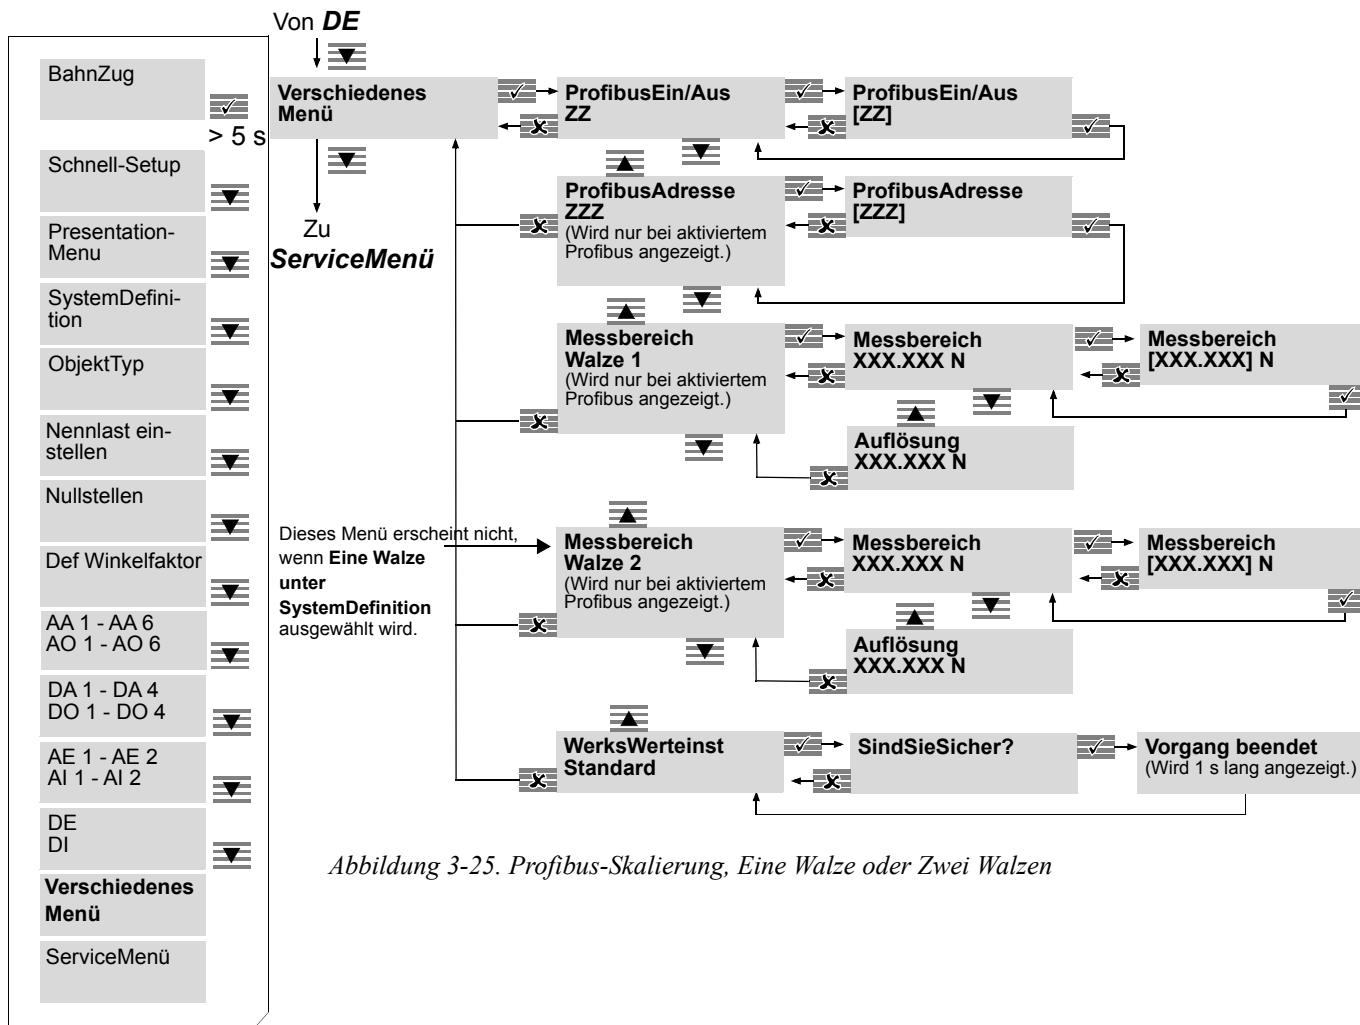 Von DE
BahnZug
> 5 s
Schnell-Setup
Presentation-
Menu
SystemDefini-
tion
ObjektTyp
Nennlast ein-
stellen
Nullstellen
Def Winkelfaktor
AA 1 - AA 6
AO 1 - AO 6
DA 1 - DA 4
DO 1 - DO 4
AE 1 - AE 2
AI 1 - AI 2
DE
DI
Verschiedenes
Menü
ServiceMenü
Verschiedenes
Menü
Zu
ServiceMenü
ProfibusEin/Aus
ZZ
ProfibusEin/Aus
[ZZ]
ProfibusAdresse
ZZZ
(Wird nur bei aktiviertem
Profibus angezeigt.)
ProfibusAdresse
[ZZZ]
Messbereich
Walze 1
(Wird nur bei aktiviertem
Profibus angezeigt.)
Messbereich
XXX.XXX N
Messbereich
[XXX.XXX] N
Auflösung
XXX.XXX N
Dieses Menü erscheint nicht,
wenn Eine Walze
unter
SystemDefinition
ausgewählt wird.
Messbereich
Walze 2
(Wird nur bei aktiviertem
Profibus angezeigt.)
Messbereich
XXX.XXX N
Messbereich
[XXX.XXX] N
Auflösung
XXX.XXX N
WerksWerteinst
Standard
SindSieSicher?
Vorgang beendet
(Wird 1 s lang angezeigt.)
Abbildung 3-25. Profibus-Skalierung, Eine Walze oder Zwei Walzen